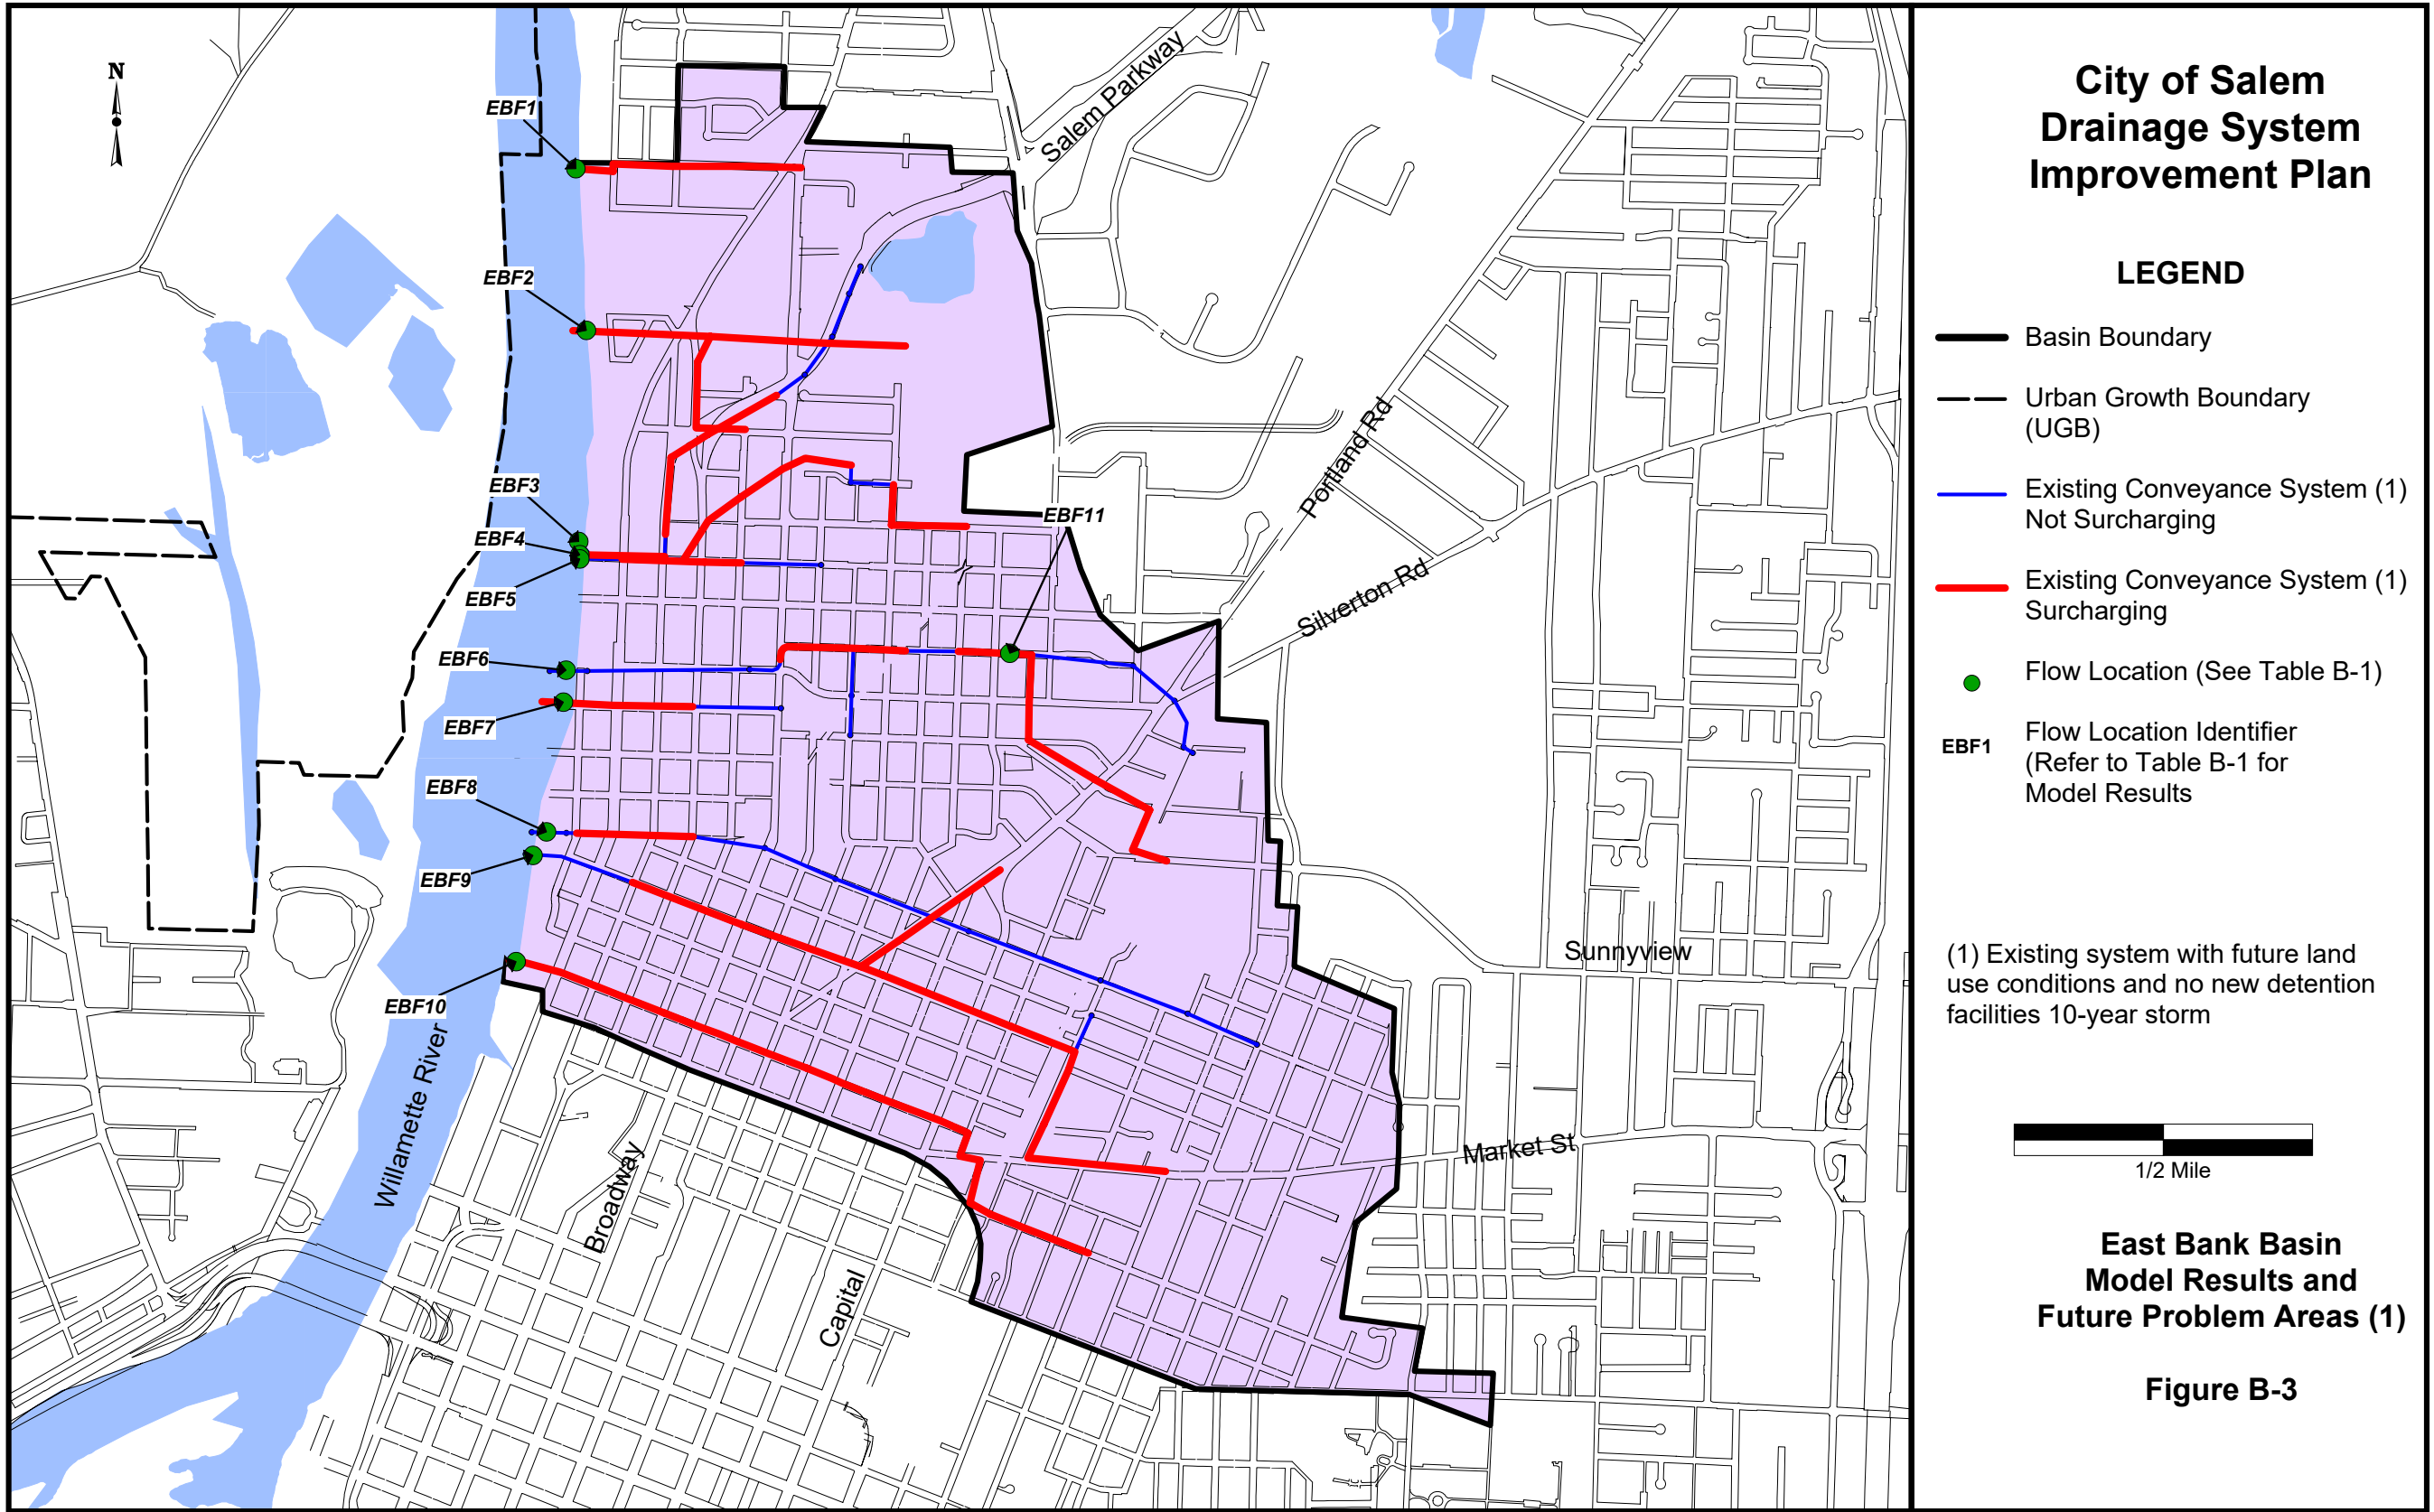 N
EBF1
EBF2
EBF3
EBF4
EBF5
EBF6
EBF7
EBF8
EBF9
EBF10
EBF11
Salem Parkway
Portland Rd
Silverton Rd
Sunnyview
Market St
Willamette River
Broadway
Capital
City of Salem
Drainage System
Improvement Plan
LEGEND
Basin Boundary
Urban Growth Boundary
(UGB)
Existing Conveyance System (1)
Not Surcharging
Existing Conveyance System (1)
Surcharging
Flow Location (See Table B-1)
EBF1
Flow Location Identifier
(Refer to Table B-1 for
Model Results
(1) Existing system with future land
use conditions and no new detention
facilities 10-year storm
1/2 Mile
East Bank Basin
Model Results and
Future Problem Areas (1)
Figure B-3